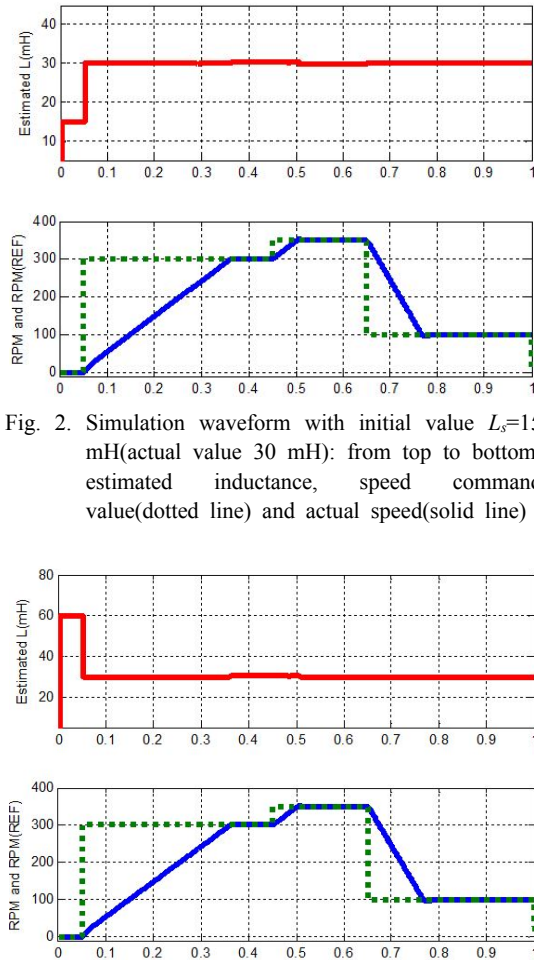 Estimated L(mH)
40
30
20
10
0 0.1 0.2 0.3 0.4 0.5 0.6 0.7 0.8 0.9 1
RPM and RPM(REF)
400
300
200
100
0
0 0.1 0.2 0.3 0.4 0.5 0.6 0.7 0.8 0.9 1
Fig. 2. Simulation waveform with initial value Ls=15
mH(actual value 30 mH): from top to bottom
estimated inductance, speed command
value(dotted line) and actual speed(solid line)
Estimated L(mH)
80
60
40
20
0 0.1 0.2 0.3 0.4 0.5 0.6 0.7 0.8 0.9 1
RPM and RPM(REF)
400
300
200
100
0
0 0.1 0.2 0.3 0.4 0.5 0.6 0.7 0.8 0.9 1